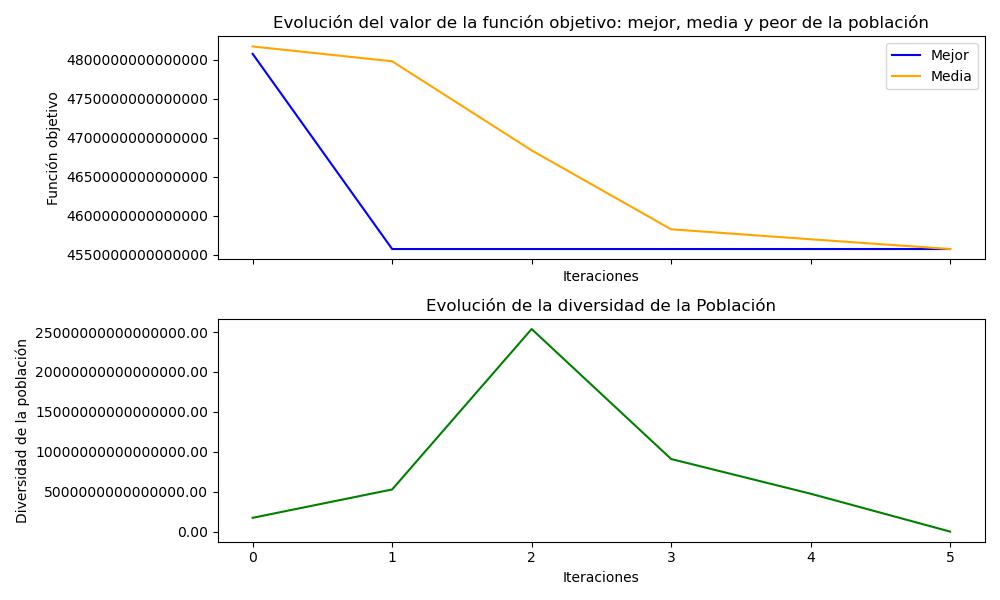 Evolución del valor de la función objetivo: mejor, media y peor de la población
Mejor
Media
4800000000000000
4750000000000000
4700000000000000
4650000000000000
4600000000000000
4550000000000000
Función objetivo
Iteraciones
Evolución de la diversidad de la Población
25000000000000000.00
20000000000000000.00
15000000000000000.00
10000000000000000.00
5000000000000000.00
0.00
Diversidad de la población
0 1 2 3 4 5
Iteraciones